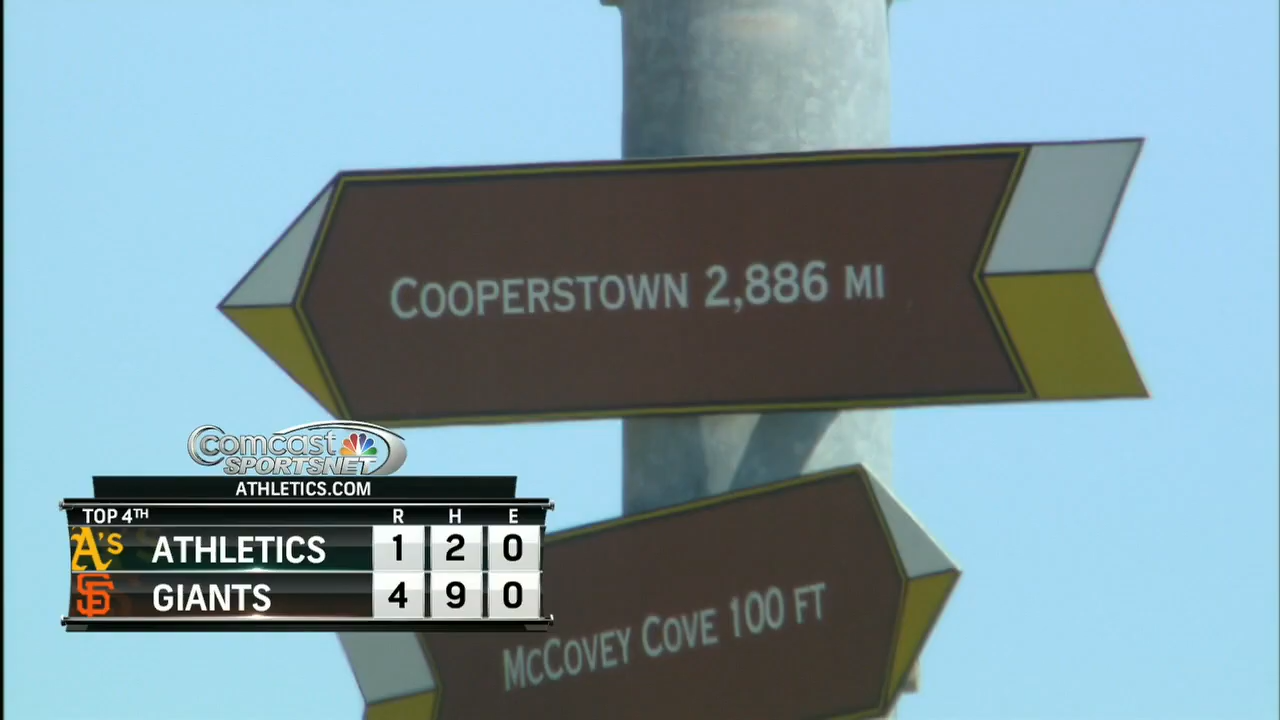 COOPERSTOWN 2,886 MI
comcast
SPORTSNET
ATHLETICS.COM
TOP 4TH R H E
A's ATHLETICS 1 2 0
SF GIANTS 4 9 0
McCOVEY COVE 100 FT